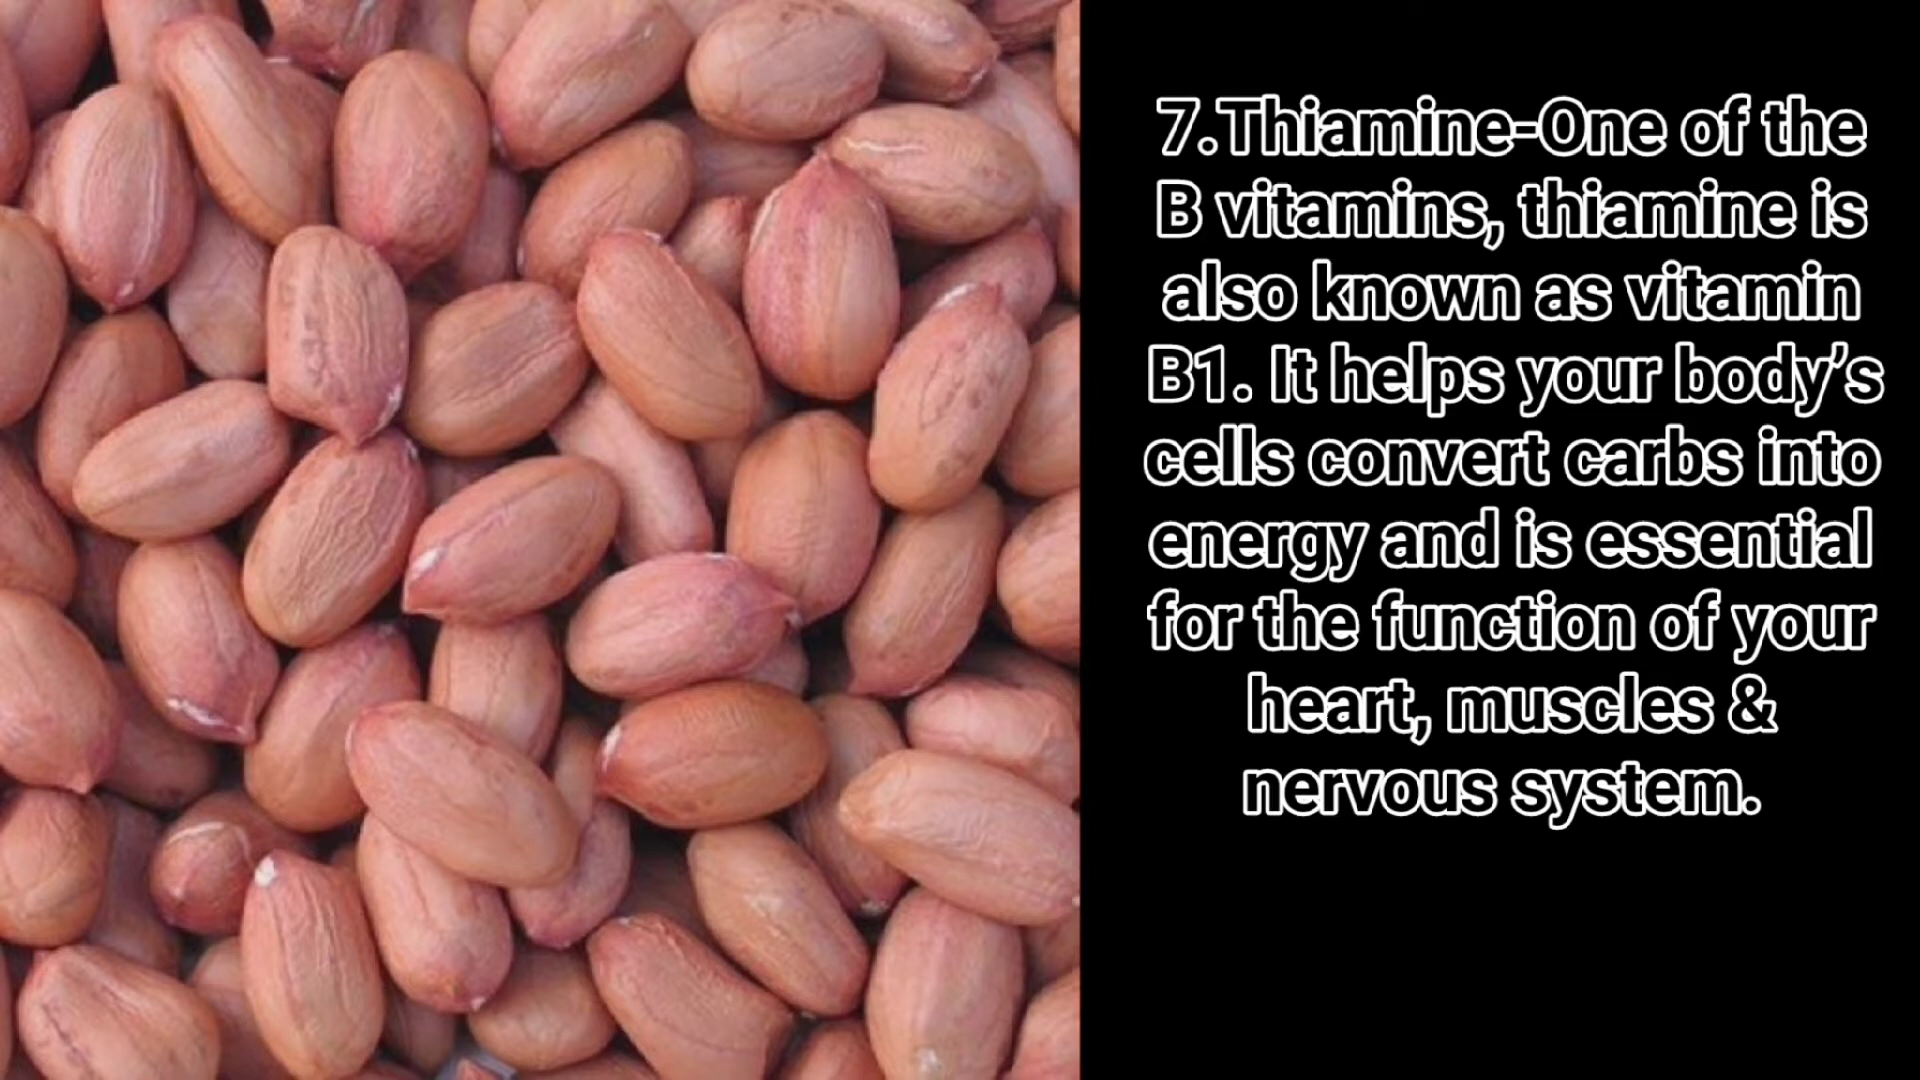 7.Thiamine-One of the
B vitamins, thiamine is
also known as vitamin
B1. It helps your body’s
cells convert carbs into
energy and is essential
for the function of your
heart, muscles &
nervous system.